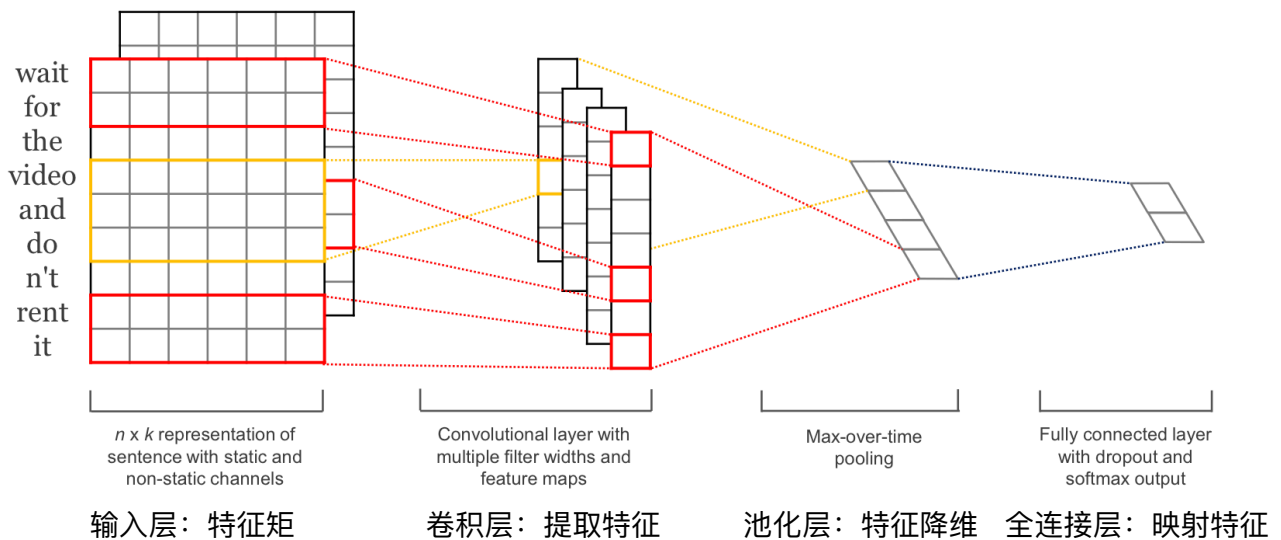 wait
for
the
video
and
do
n't
rent
it
n x k representation of
sentence with static and
non-static channels
Convolutional layer with
multiple filter widths and
feature maps
Max-over-time
pooling
Fully connected layer
with dropout and
softmax output
输入层：特征矩
卷积层：提取特征
池化层：特征降维
全连接层：映射特征